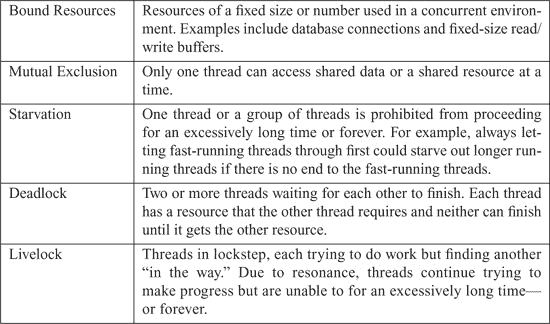 Bound Resources
Resources of a fixed size or number used in a concurrent environ-
ment. Examples include database connections and fixed-size read/
write buffers.
Mutual Exclusion
Only one thread can access shared data or a shared resource at a
time.
Starvation
One thread or a group of threads is prohibited from proceeding
for an excessively long time or forever. For example, always let-
ting fast-running threads through first could starve out longer run-
ning threads if there is no end to the fast-running threads.
Deadlock
Two or more threads waiting for each other to finish. Each thread
has a resource that the other thread requires and neither can finish
until it gets the other resource.
Livelock
Threads in lockstep, each trying to do work but finding another
“in the way.” Due to resonance, threads continue trying to
make progress but are unable to for an excessively long time—
or forever.